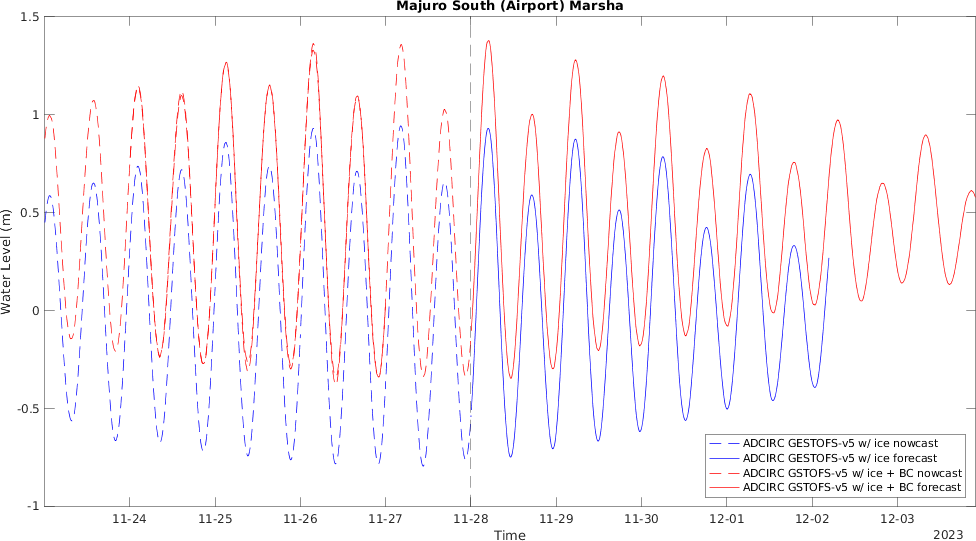 Majuro South (Airport) Marsha
Water Level (m)
1.5
1
0.5
0
-0.5
-1
11-24
11-25
11-26
11-27
11-28
11-29
11-30
12-01
12-02
12-03
Time
2023
ADCIRC GESTOFS-v5 w/ ice nowcast
ADCIRC GESTOFS-v5 w/ ice forecast
ADCIRC GSTOFS-v5 w/ ice + BC nowcast
ADCIRC GSTOFS-v5 w/ ice + BC forecast